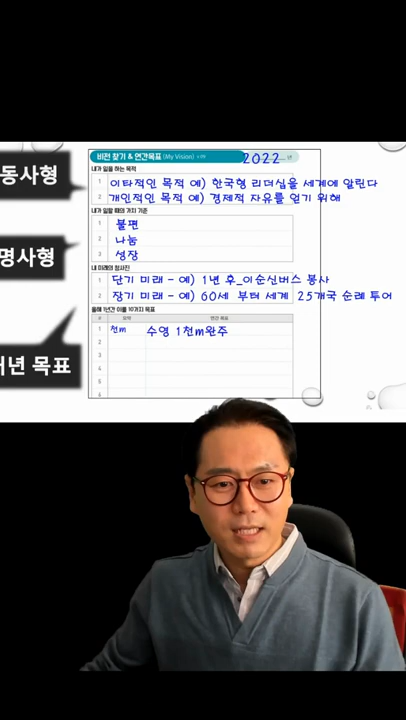 비전 찾기 & 연간목표 (My Vision)
2022 년
내가 일을 하는 목적
동사형
1 이타적인 목적 예) 한국형 리더십을 세계에 알린다
2 개인적인 목적 예) 경제적 자유를 얻기 위해
내가 일할 때의 가치 기준
1 불편
2 나눔
명사형
3 성장
내 미래의 청사진
1 단기 미래 - 예) 1년 후_이순신버스 봉사
2 장기 미래 - 예) 60세 부터 세계 25개국 순례 투어
올해 1년간 이룰 10가지 목표
#
1 천m 수영 1천m완주
2
년 목표
3
4
5